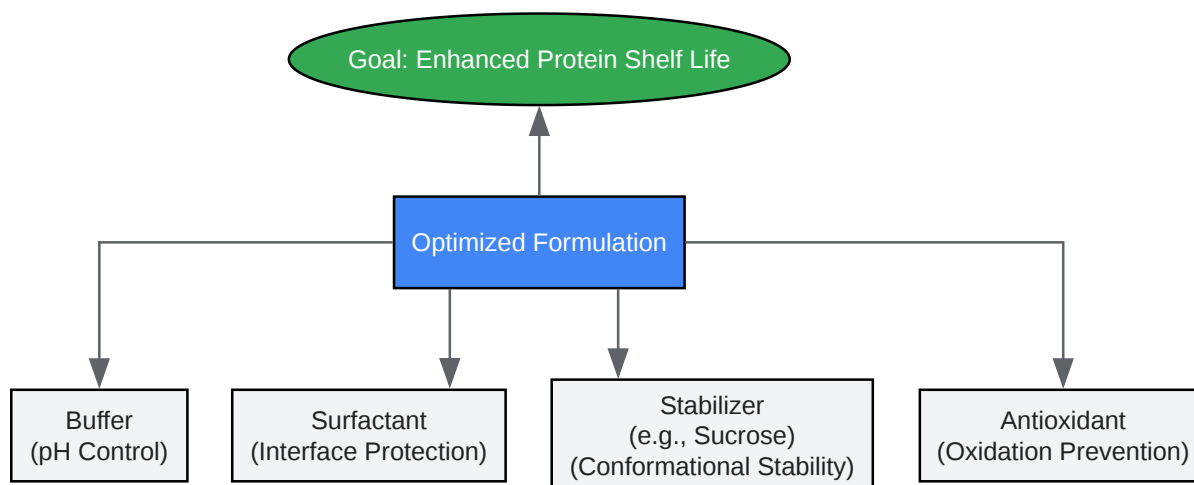 Goal: Enhanced Protein Shelf Life
Optimized Formulation
Buffer
(pH Control)
Surfactant
(Interface Protection)
Stabilizer
(e.g., Sucrose)
(Conformational Stability)
Antioxidant
(Oxidation Prevention)